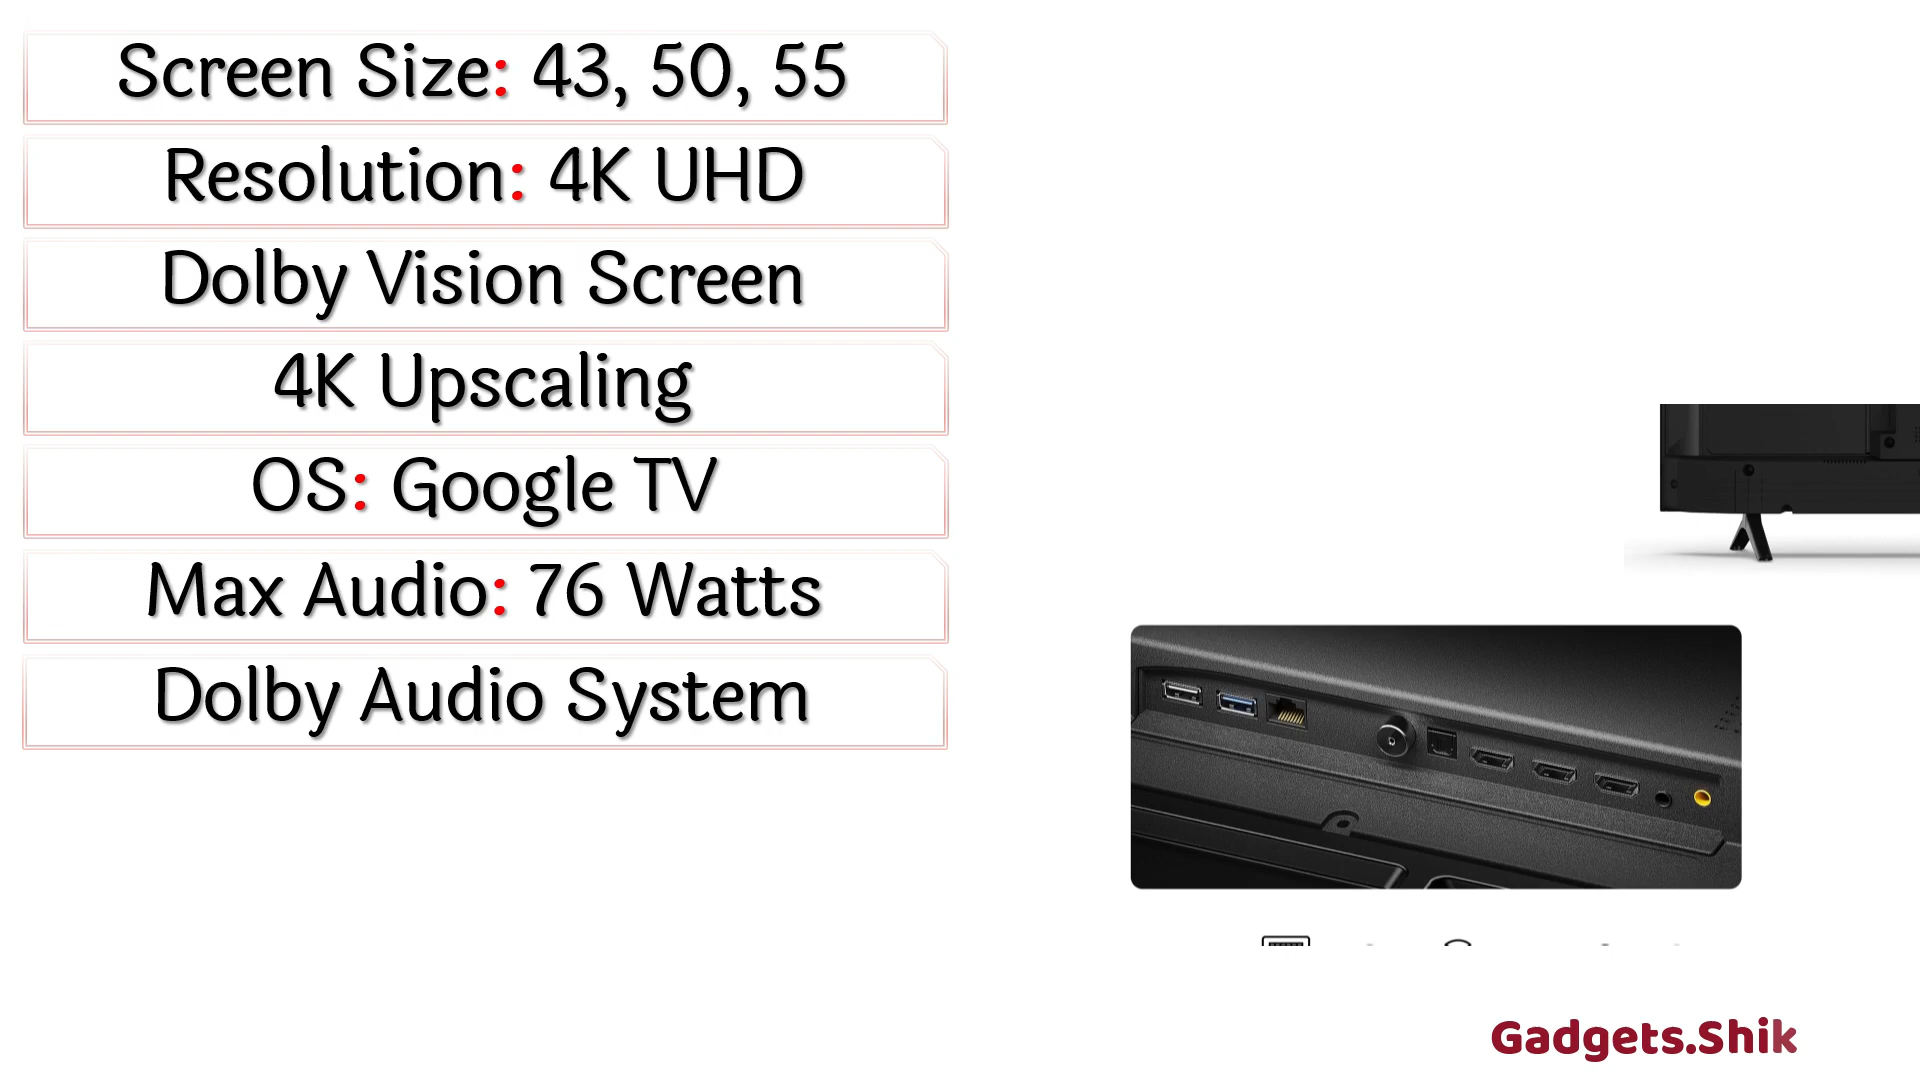 Screen Size: 43, 50, 55
Resolution: 4K UHD
Dolby Vision Screen
4K Upscaling
OS: Google TV
Max Audio: 76 Watts
Dolby Audio System
Gadgets.Shik